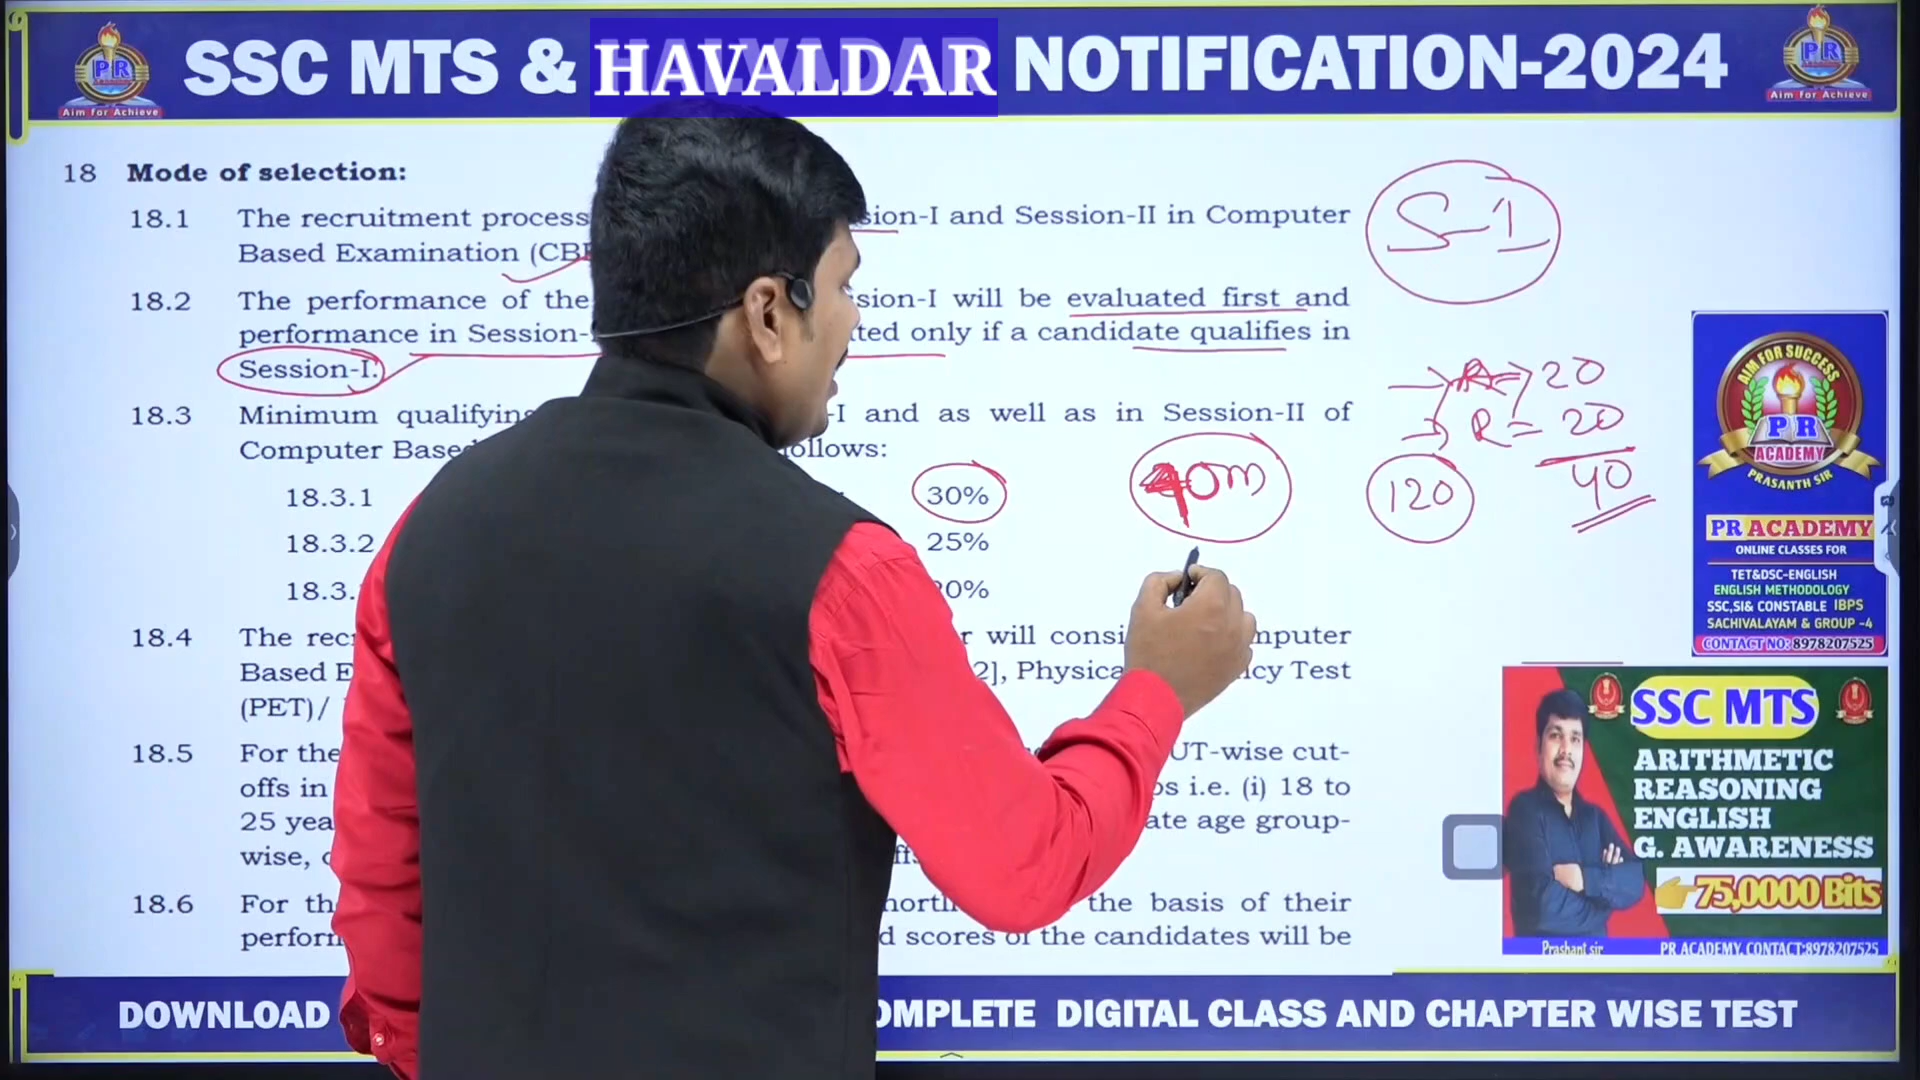 SSC MTS & HAVALDAR NOTIFICATION-2024
PR
Aim for Achieve
PR
Aim for Achieve
18 Mode of selection:
18.1 The recruitment process sion-I and Session-II in Computer
Based Examination
S-I
18.2 The performance of the sion-I will be evaluated first and
performance in Session- ted only if a candidate qualifies in
Session-I.
18.3 Minimum qualifying -I and as well as in Session-II of
Computer Based ollows:
18.3.1 30%
18.3.2 25%
18.3. 20%
40m
120
20
R = 20
40
18.4 The rec r will consi mputer
Based E 2], Physica ncy Test
(PET)/
18.5 For the UT-wise cut-
offs in ps i.e. (i) 18 to
25 yea ate age group-
wise,
18.6 For th the basis of their
perform d scores of the candidates will be
AIM FOR SUCCESS
PR
ACADEMY
PRASANTH SIR
PR ACADEMY
ONLINE CLASSES FOR
TET&DSC-ENGLISH
ENGLISH METHODOLOGY
SSC,SI& CONSTABLE IBPS
SACHIVALAYAM & GROUP -4
CONTACT NO: 8978207525
SSC MTS
ARITHMETIC
REASONING
ENGLISH
G. AWARENESS
75,0000 Bits
Prashant sir PR ACADEMY, CONTACT:8978207525
DOWNLOAD OMPLETE DIGITAL CLASS AND CHAPTER WISE TEST